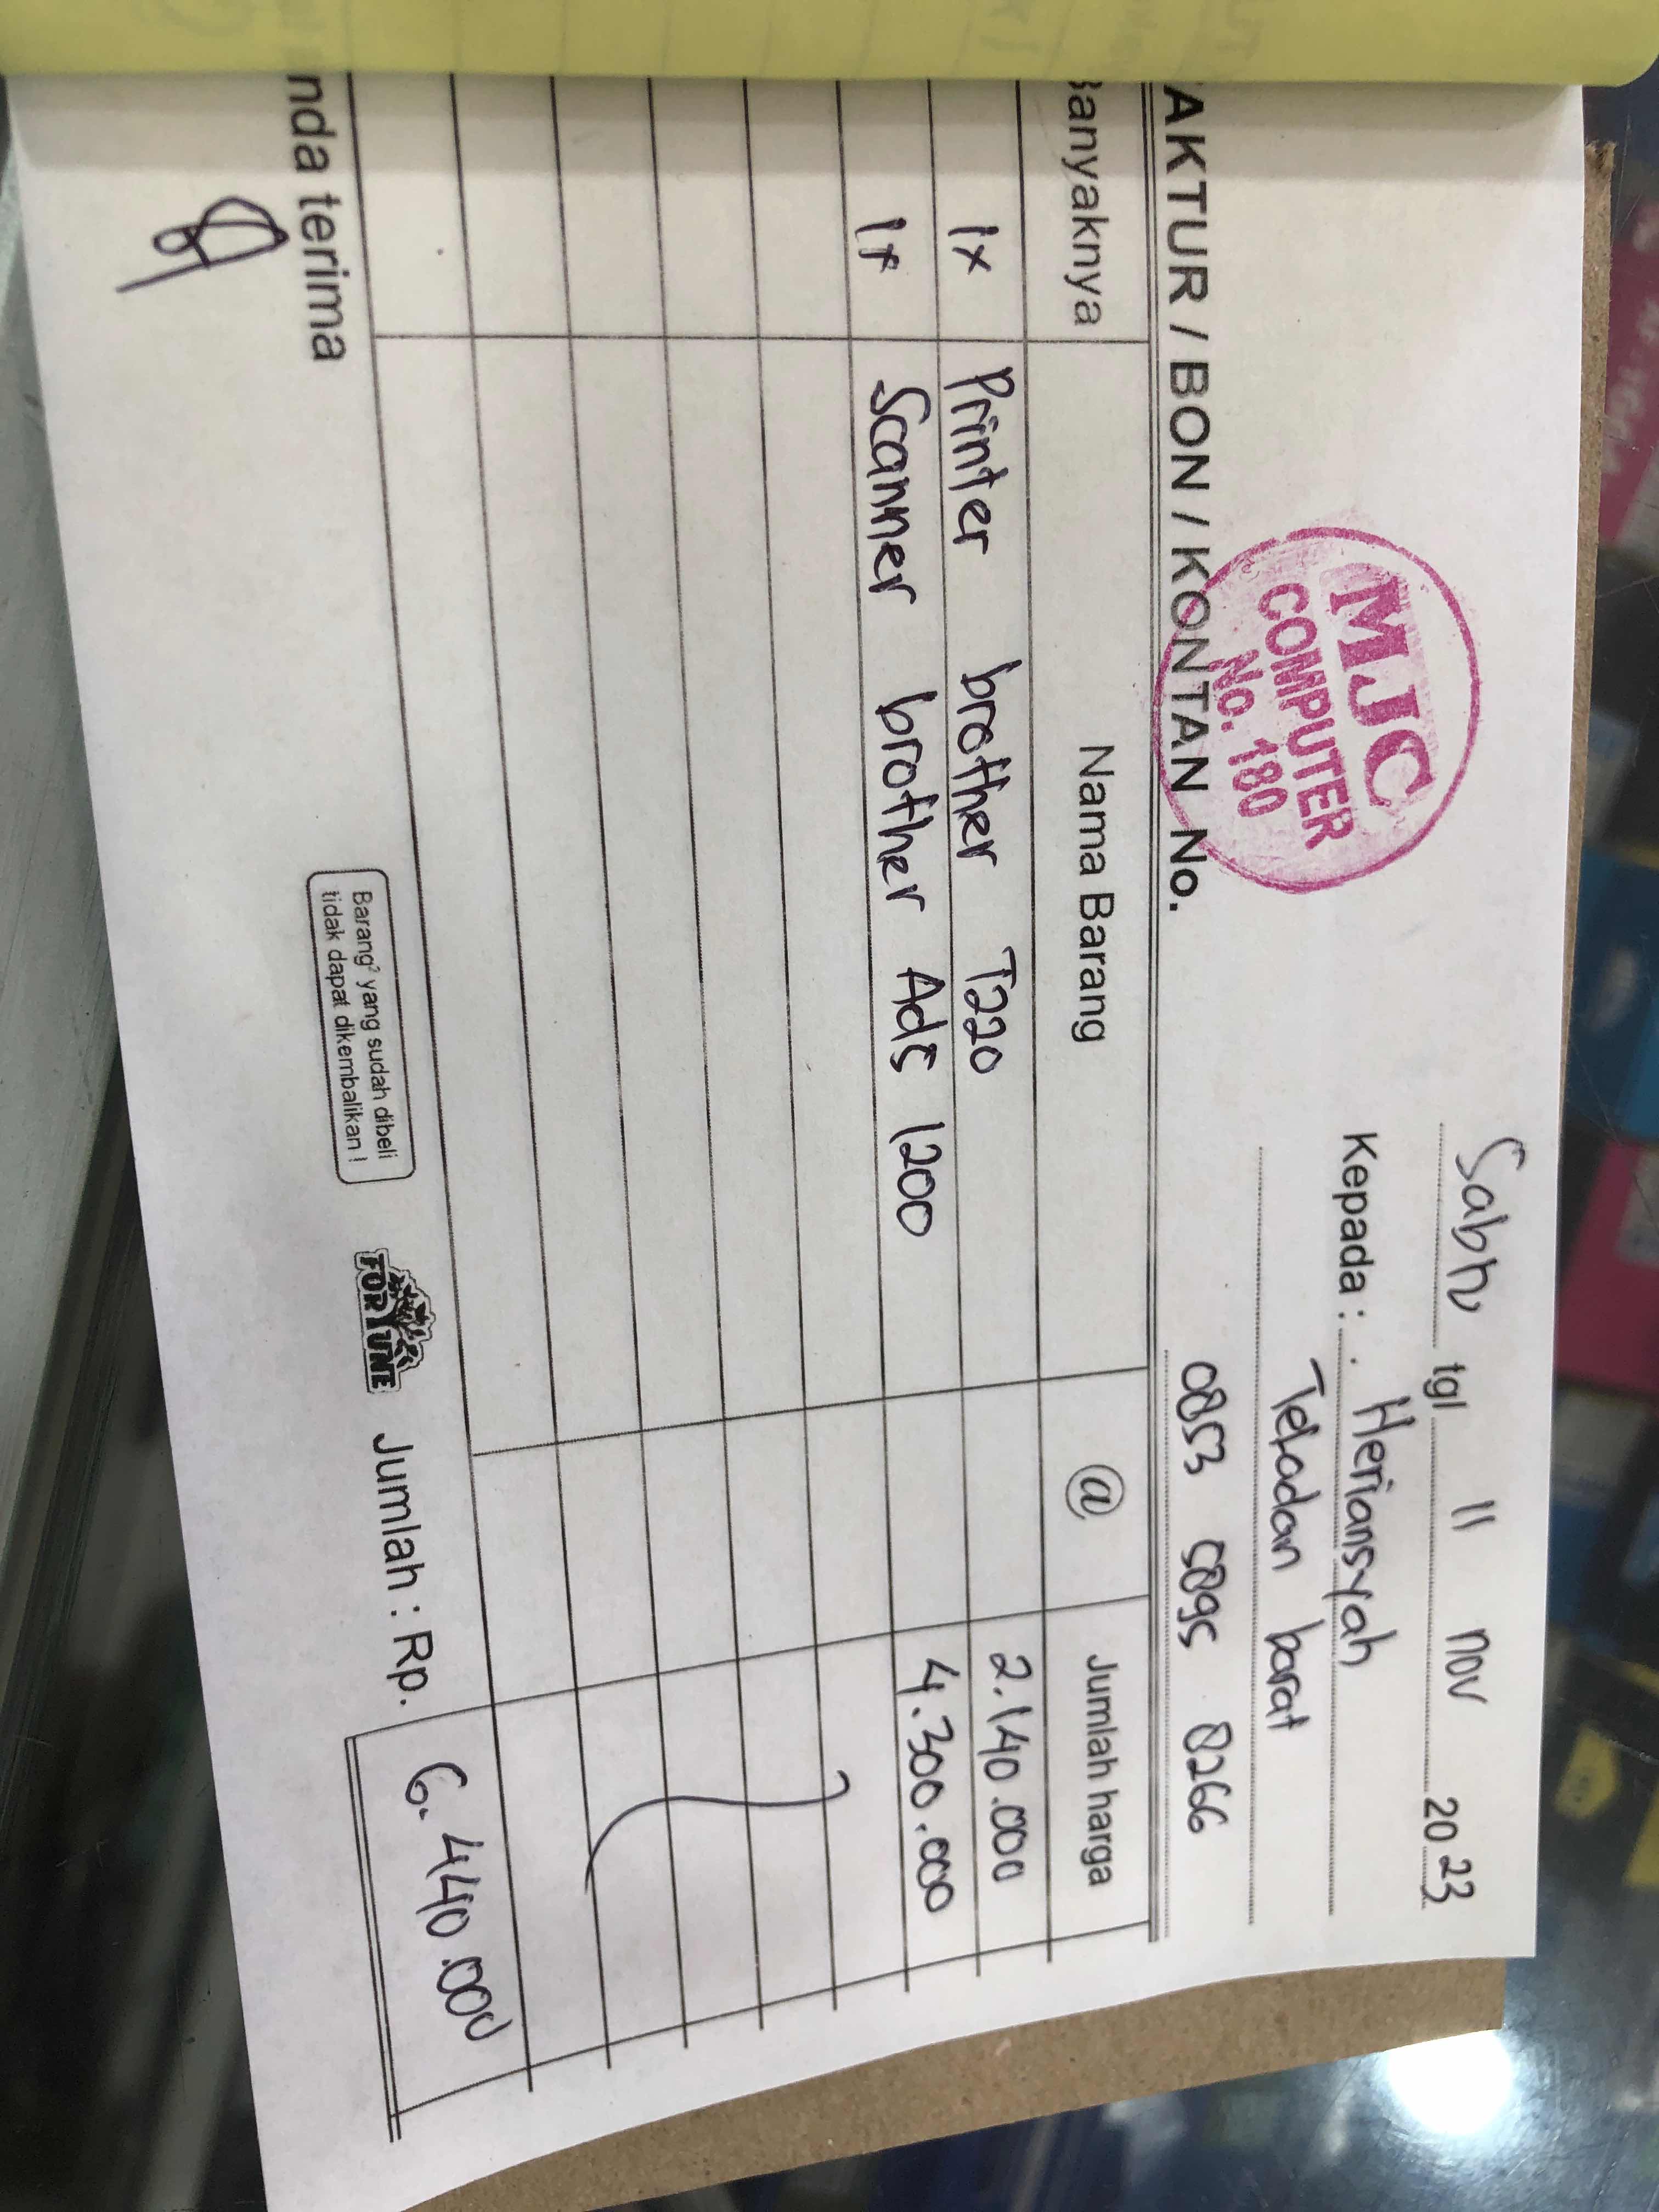 Sabtu tgl 11 nov 2023
Kepada : Heriansyah
Teladan barat
0853 5895 8266
MJC
COMPUTER
No. 180
AKTUR / BON / KONTAN No.
Banyaknya Nama Barang @ Jumlah harga
1x Printer brother T220 2.140.000
1x Scanner brother Ads 1200 4.300.000
nda terima
Barang² yang sudah dibeli
tidak dapat dikembalikan !
FORTUNE
Jumlah : Rp. 6.440.000